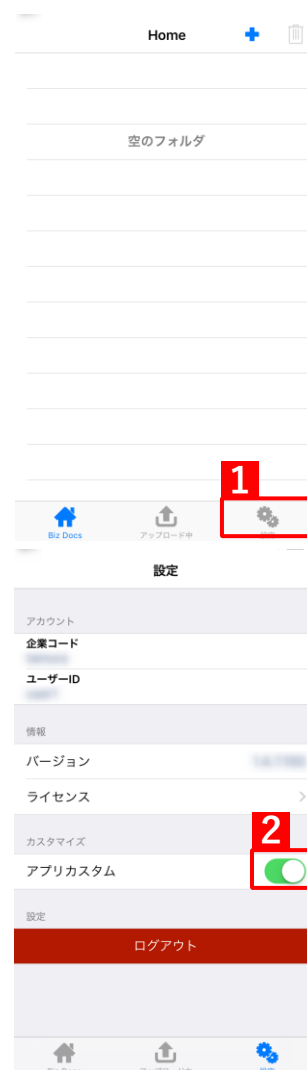 Home
空のフォルダ
1
Biz Docs
アップロード中
設定
アカウント
企業コード
ユーザーID
情報
バージョン
ライセンス
カスタマイズ
2
アプリカスタム
設定
ログアウト